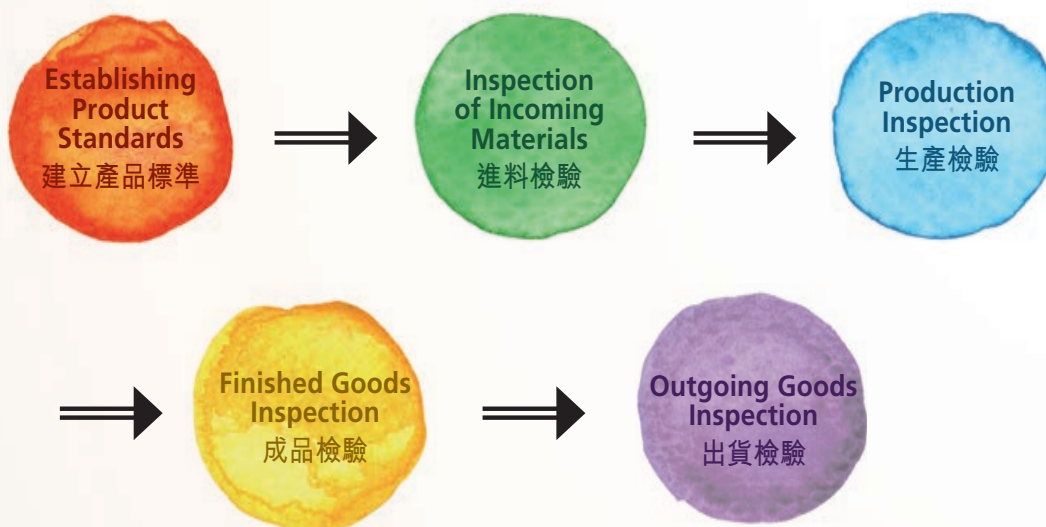 Establishing
Product
Standards
建立產品標準
Inspection
of Incoming
Materials
進料檢驗
Production
Inspection
生產檢驗
Finished Goods
Inspection
成品檢驗
Outgoing Goods
Inspection
出貨檢驗